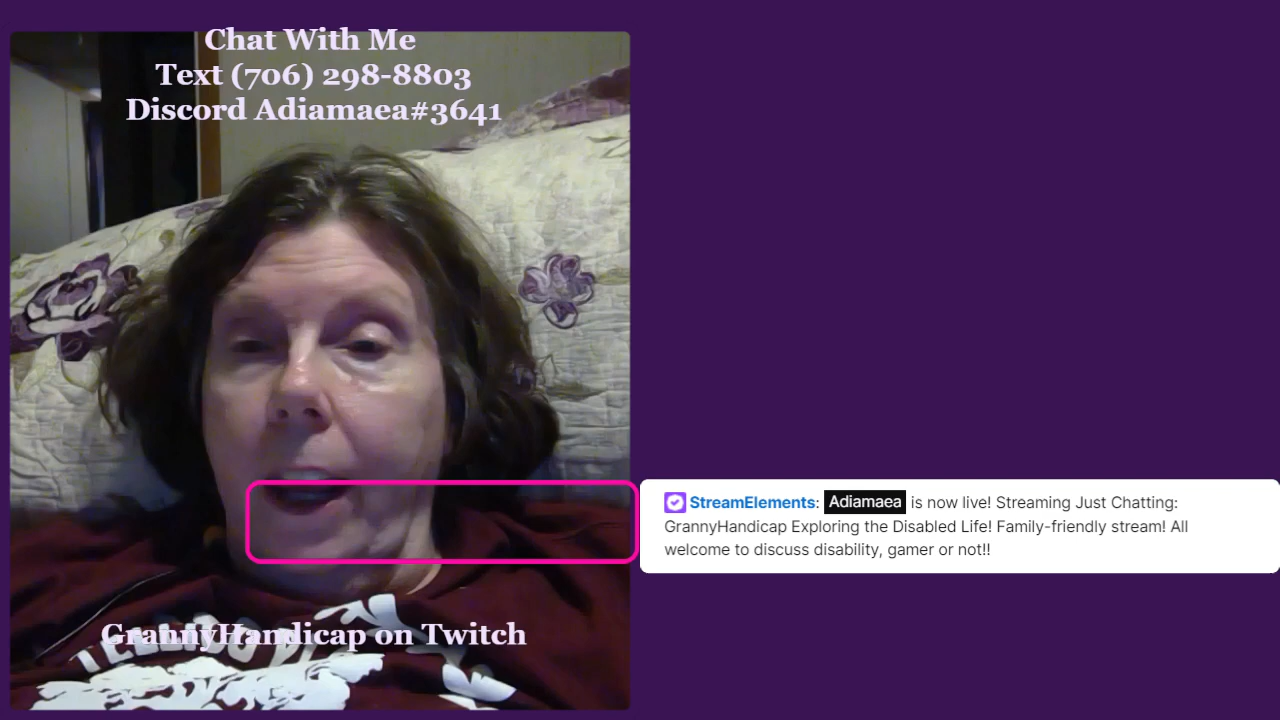 Chat With Me
Text (706) 298-8803
Discord Adiamaea#3641
GrannyHandicap on Twitch
StreamElements: Adiamaea is now live! Streaming Just Chatting:
GrannyHandicap Exploring the Disabled Life! Family-friendly stream! All
welcome to discuss disability, gamer or not!!